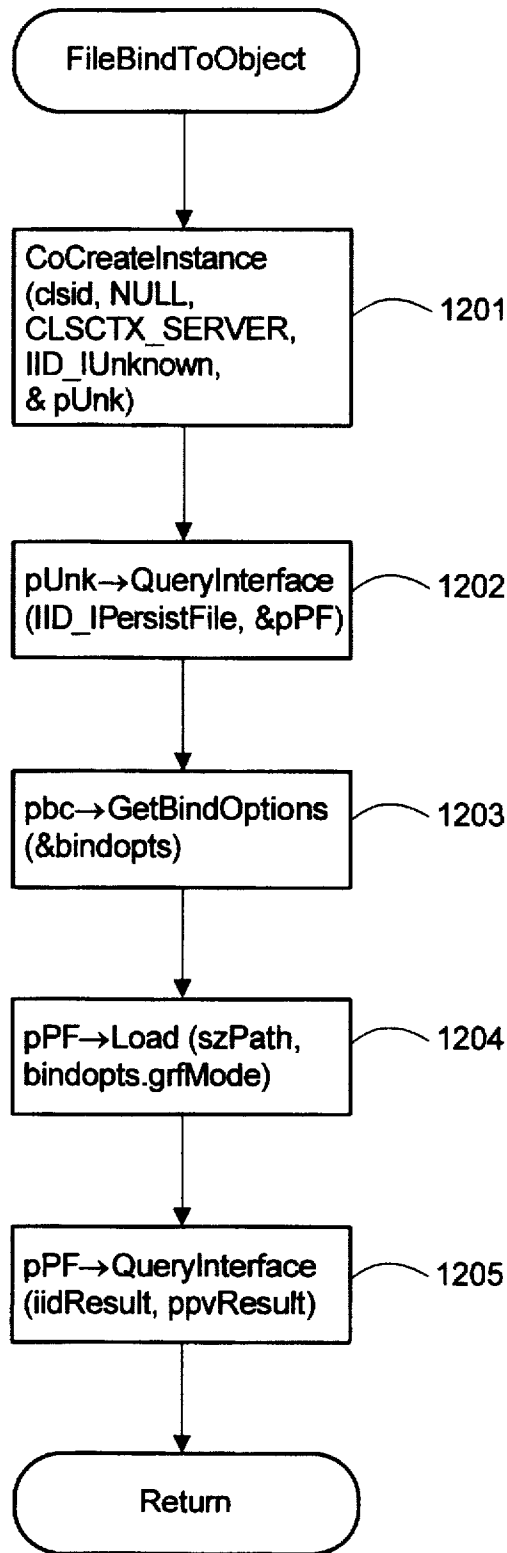 FileBindToObject
CoCreateInstance
(clsid, NULL,
CLSCTX_SERVER,
IID_IUnknown,
& pUnk)
1201
pUnk→QueryInterface
(IID_IPersistFile, &pPF)
1202
pbc→GetBindOptions
(&bindopts)
1203
pPF→Load (szPath,
bindopts.grfMode)
1204
pPF→QueryInterface
(iidResult, ppvResult)
1205
Return